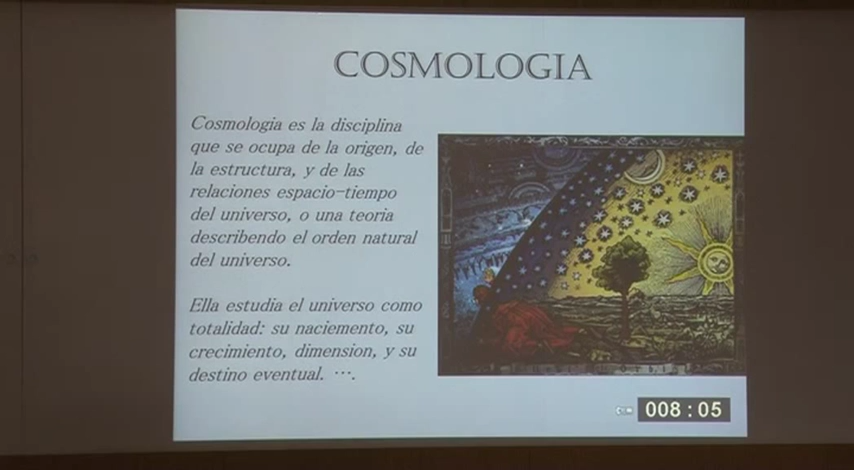 COSMOLOGIA
Cosmologia es la disciplina
que se ocupa de la origen, de
la estructura, y de las
relaciones espacio-tiempo
del universo, o una teoria
describendo el orden natural
del universo.
Ella estudia el universo como
totalidad: su naciemento, su
crecimiento, dimension, y su
destino eventual. ….
008 : 05